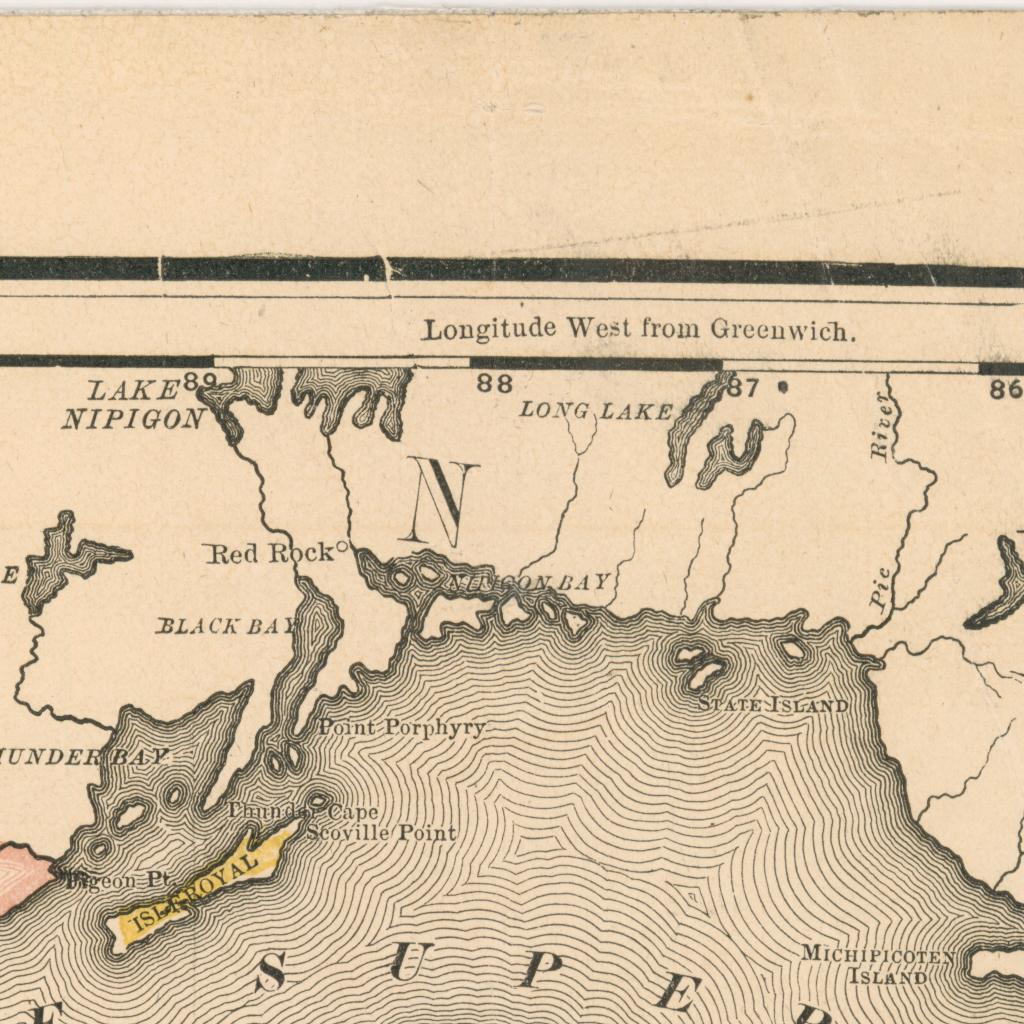 Longitude West from Greenwich.
89
88
87
86
LAKE
NIPIGON
LONG LAKE
River
N
Red Rock
E
NIPIGON BAY
Pic
BLACK BAY
STATE ISLAND
Point Porphyry
HUNDER BAY
Thunder Cape
Scoville Point
Pigeon Pt.
ISLE ROYAL
MICHIPICOTEN
ISLAND
E SUPER